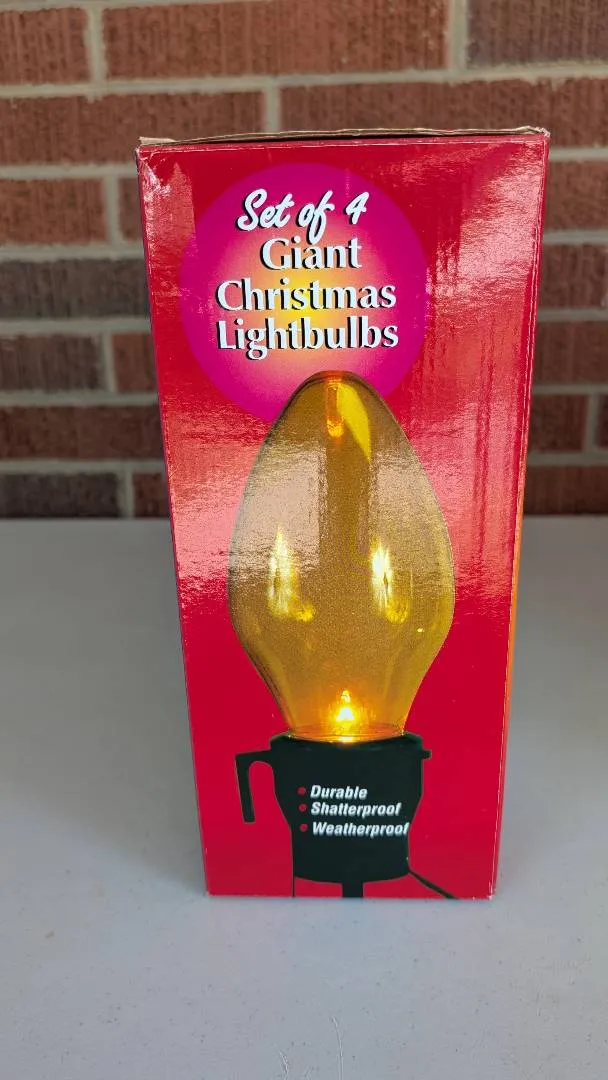 Set of 4
Giant
Christmas
Lightbulbs
• Durable
• Shatterproof
• Weatherproof